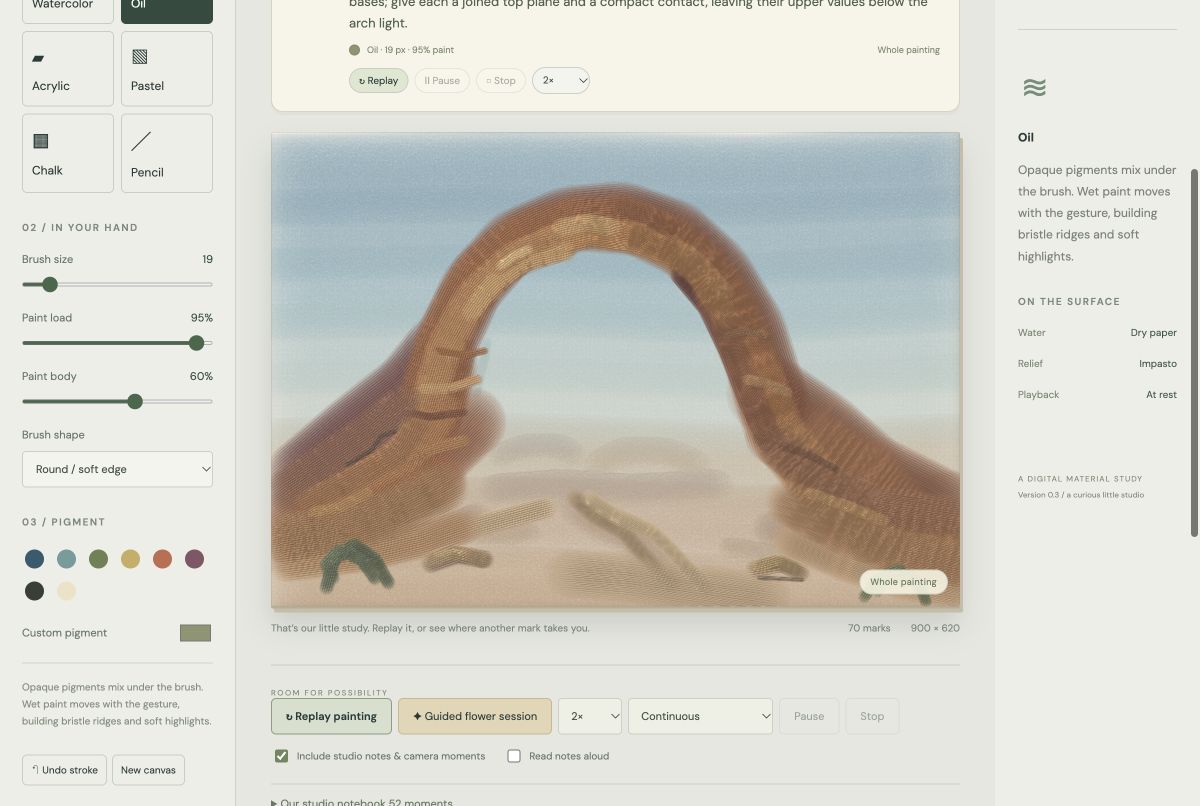 Watercolor
Oil
Acrylic
Pastel
Chalk
Pencil
02 / IN YOUR HAND
Brush size 19
Paint load 95%
Paint body 60%
Brush shape
Round / soft edge
03 / PIGMENT
Custom pigment
Opaque pigments mix under the brush.
Wet paint moves with the gesture,
building bristle ridges and soft highlights.
Undo stroke
New canvas
bases; give each a joined top plane and a compact contact, leaving their upper values below the
arch light.
Oil · 19 px · 95% paint
Whole painting
↻ Replay
II Pause
□ Stop
2×
Whole painting
That's our little study. Replay it, or see where another mark takes you.
70 marks
900 × 620
ROOM FOR POSSIBILITY
↻ Replay painting
✦ Guided flower session
2×
Continuous
Pause
Stop
Include studio notes & camera moments
Read notes aloud
▶ Our studio notebook 52 moments
Oil
Opaque pigments mix under
the brush. Wet paint moves
with the gesture, building
bristle ridges and soft
highlights.
ON THE SURFACE
Water Dry paper
Relief Impasto
Playback At rest
A DIGITAL MATERIAL STUDY
Version 0.3 / a curious little studio